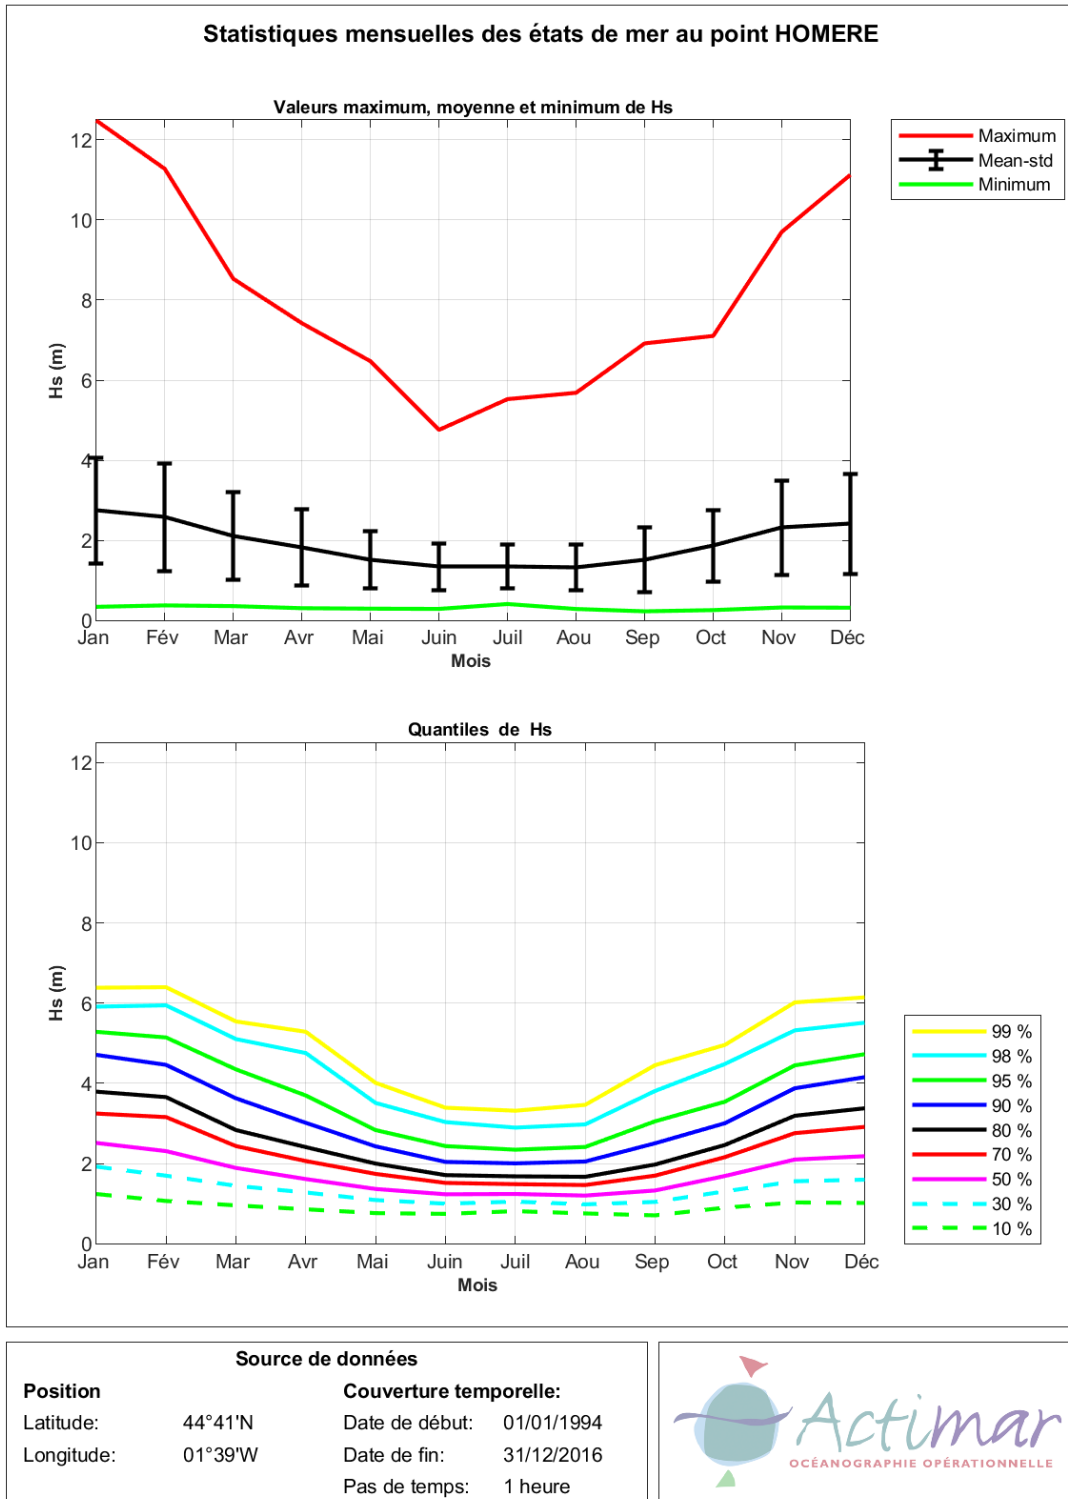 Statistiques mensuelles des états de mer au point HOMERE
Valeurs maximum, moyenne et minimum de Hs
12
10
8
6
4
2
0
Hs (m)
Jan Fév Mar Avr Mai Juin Juil Aou Sep Oct Nov Déc
Mois
Maximum
Mean-std
Minimum
Quantiles de Hs
12
10
8
6
4
2
0
Hs (m)
Jan Fév Mar Avr Mai Juin Juil Aou Sep Oct Nov Déc
Mois
99 %
98 %
95 %
90 %
80 %
70 %
50 %
30 %
10 %
Source de données
Position
Latitude: 44°41'N
Longitude: 01°39'W
Couverture temporelle:
Date de début: 01/01/1994
Date de fin: 31/12/2016
Pas de temps: 1 heure
Actimar
OCÉANOGRAPHIE OPÉRATIONNELLE